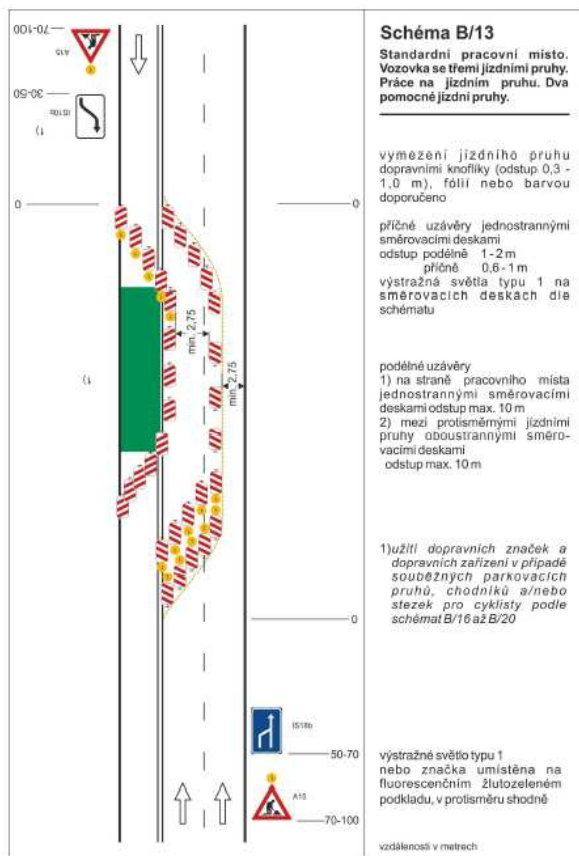 70-100
A15
30-50
IS10b
1)
0
0
min. 2,75
min. 2,75
1)
0
IS18b
50-70
A15
70-100
Schéma B/13
Standardní pracovní místo.
Vozovka se třemi jízdními pruhy.
Práce na jízdním pruhu. Dva
pomocné jízdní pruhy.
vymezení jízdního pruhu
dopravními knoflíky (odstup 0,3 -
1,0 m), fólií nebo barvou
doporučeno
příčné uzávěry jednostrannými
směrovacími deskami
odstup podélně 1-2 m
příčně 0,6-1 m
výstražná světla typu 1 na
směrovacích deskách dle
schématu
podélné uzávěry
1) na straně pracovního místa
jednostrannými směrovacími
deskami odstup max. 10 m
2) mezi protisměrnými jízdními
pruhy oboustrannými směro-
vacími deskami
odstup max. 10 m
1)užití dopravních značek a
dopravních zařízení v případě
souběžných parkovacích
pruhů, chodníků a/nebo
stezek pro cyklisty podle
schémat B/16 až B/20
výstražné světlo typu 1
nebo značka umístěna na
fluorescenčním žlutozeleném
podkladu, v protisměru shodně
vzdálenosti v metrech